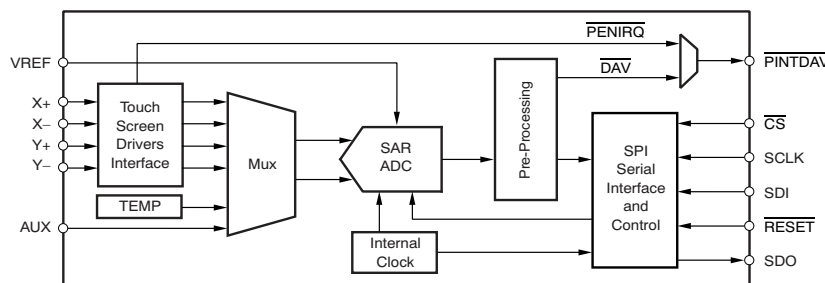 PENIRQ
VREF
DAV
PINTDAV
X+
X–
Y+
Y–
Touch
Screen
Drivers
Interface
Mux
SAR
ADC
Pre-Processing
SPI
Serial
Interface
and
Control
CS
SCLK
SDI
RESET
SDO
TEMP
AUX
Internal
Clock